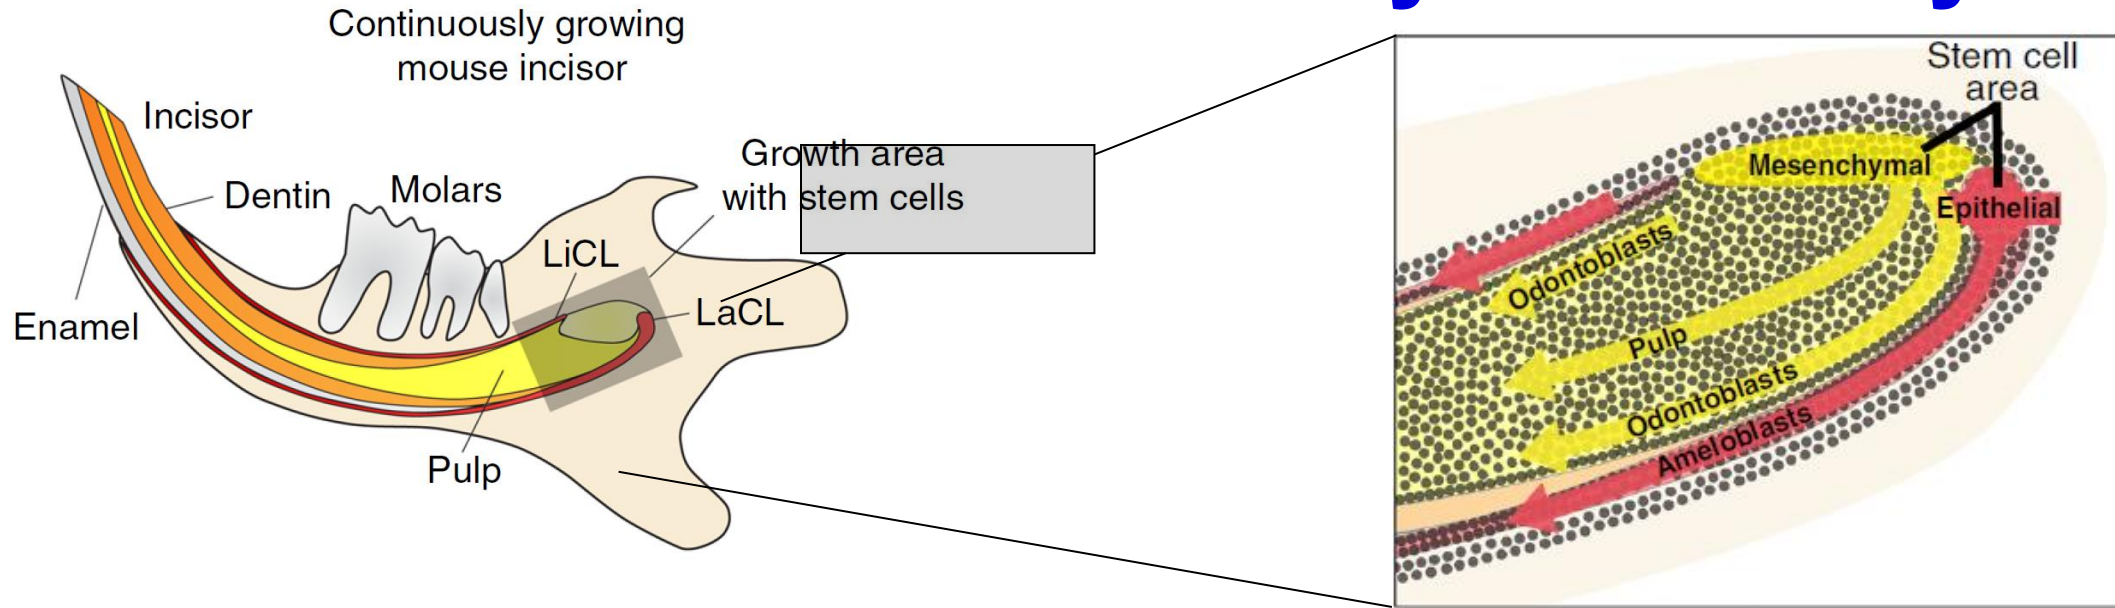 Continuously growing
mouse incisor
Incisor
Dentin
Molars
Growth area
with stem cells
LiCL
LaCL
Enamel
Pulp
Stem cell
area
Mesenchymal
Epithelial
Odontoblasts
Pulp
Odontoblasts
Ameloblasts